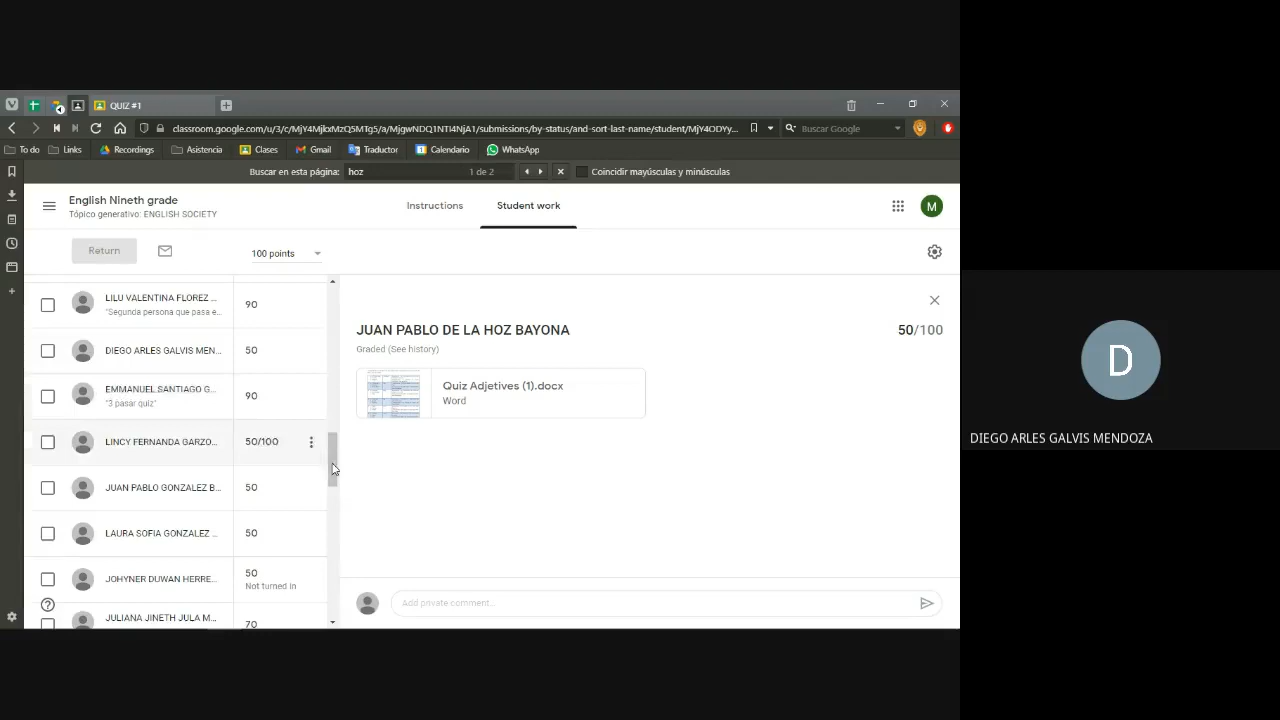 QUIZ #1
classroom.google.com/u/3/c/MjY4MjkxMzQ5MTg5/a/MjgwNDQ1NTI4NjA1/submissions/by-status/and-sort-last-name/student/MjY4ODYy...
Buscar Google
To do
Links
Recordings
Asistencia
Clases
Gmail
Traductor
Calendario
WhatsApp
Buscar en esta página:
hoz
1 de 2
Coincidir mayúsculas y minúsculas
English Nineth grade
Tópico generativo: ENGLISH SOCIETY
Instructions
Student work
M
Return
100 points
LILU VALENTINA FLOREZ ...
"Segunda persona que pasa e...
90
DIEGO ARLES GALVIS MEN...
50
EMMANUEL SANTIAGO G...
"3 pasar quiz"
90
LINCY FERNANDA GARZO...
50/100
JUAN PABLO GONZALEZ B...
50
LAURA SOFIA GONZALEZ ...
50
JOHYNER DUWAN HERRE...
50
Not turned in
JULIANA JINETH JULA M...
70
JUAN PABLO DE LA HOZ BAYONA
50/100
Graded (See history)
Quiz Adjetives (1).docx
Word
Add private comment...
D
DIEGO ARLES GALVIS MENDOZA